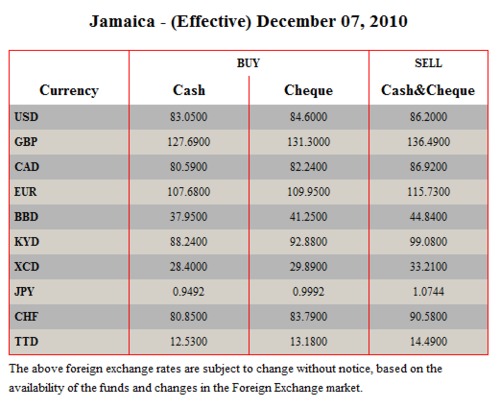 Jamaica - (Effective) December 07, 2010
BUY SELL
Currency Cash Cheque Cash&Cheque
USD 83.0500 84.6000 86.2000
GBP 127.6900 131.3000 136.4900
CAD 80.5900 82.2400 86.9200
EUR 107.6800 109.9500 115.7300
BBD 37.9500 41.2500 44.8400
KYD 88.2400 92.8800 99.0800
XCD 28.4000 29.8900 33.2100
JPY 0.9492 0.9992 1.0744
CHF 80.8500 83.7900 90.5800
TTD 12.5300 13.1800 14.4900
The above foreign exchange rates are subject to change without notice, based on the
availability of the funds and changes in the Foreign Exchange market.